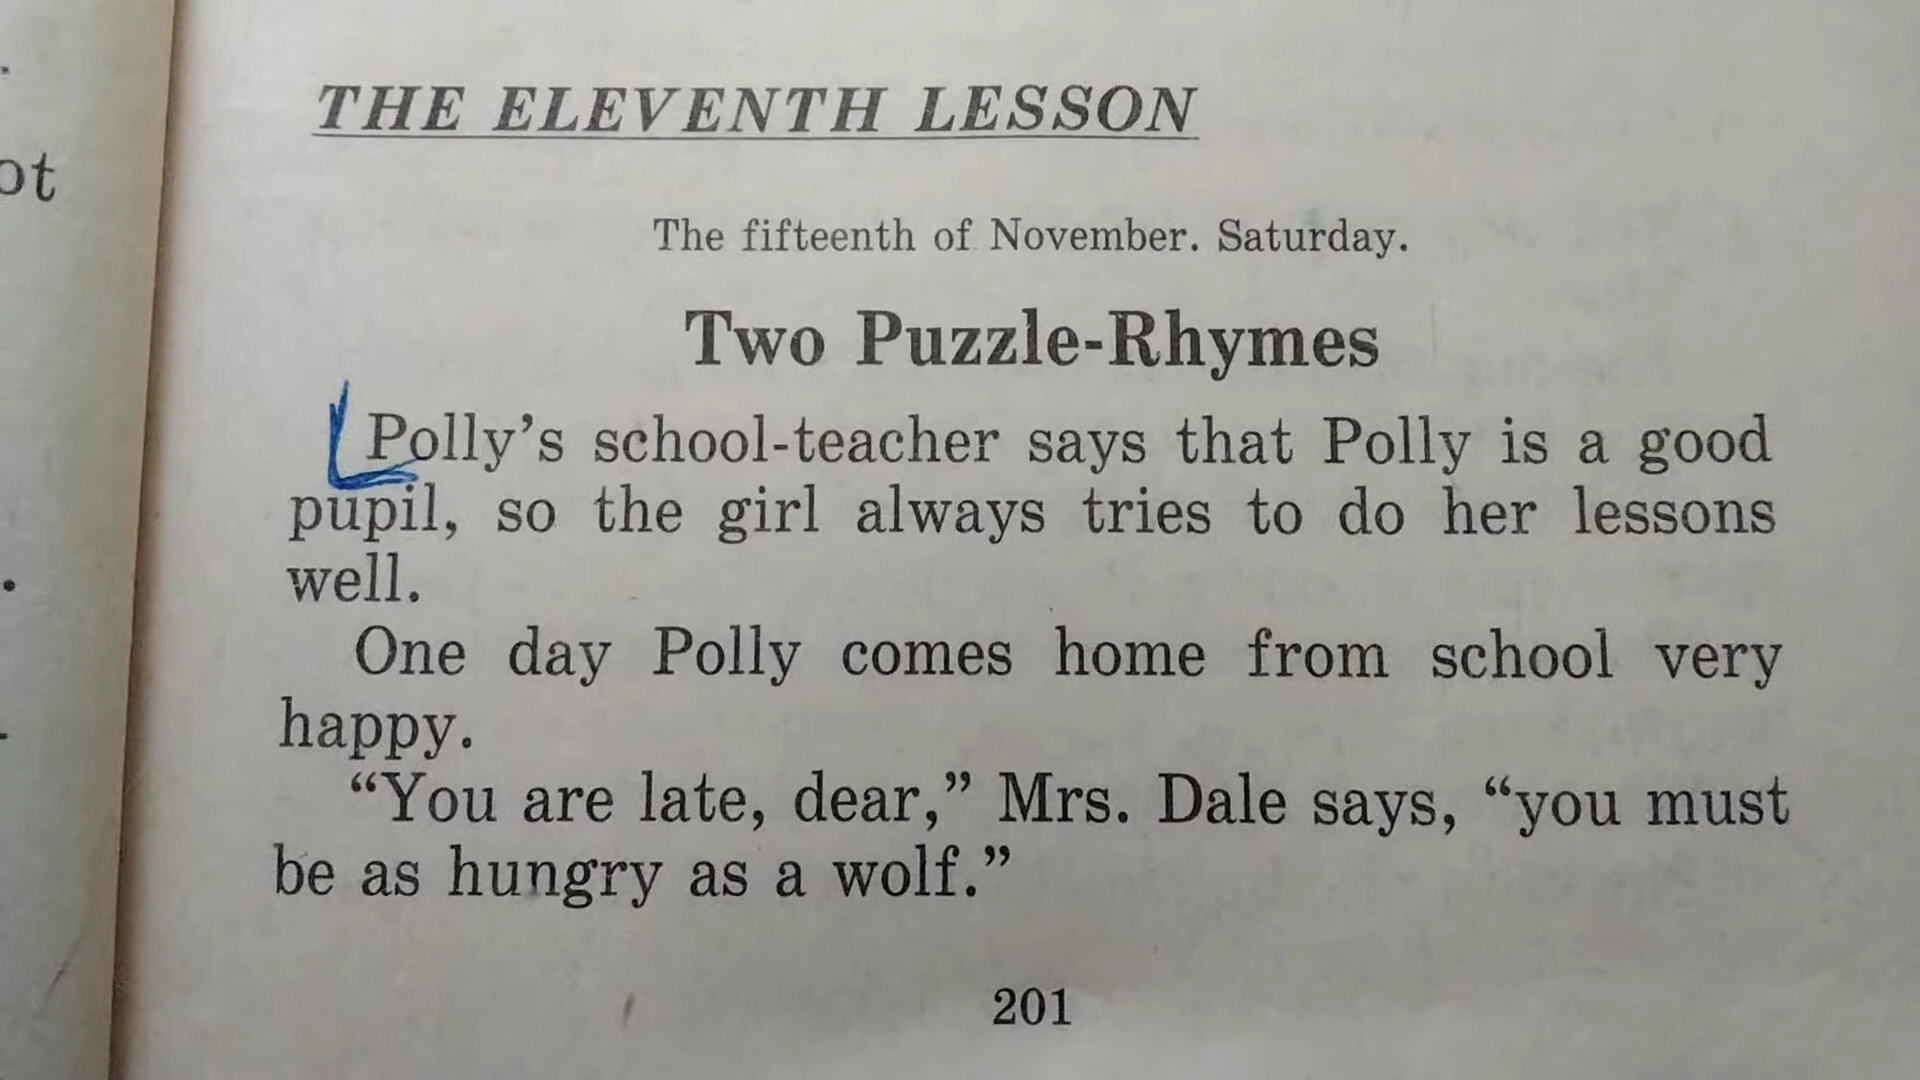 THE ELEVENTH LESSON
The fifteenth of November. Saturday.
Two Puzzle-Rhymes
Polly’s school-teacher says that Polly is a good
pupil, so the girl always tries to do her lessons
well.
One day Polly comes home from school very
happy.
“You are late, dear,” Mrs. Dale says, “you must
be as hungry as a wolf.”
201